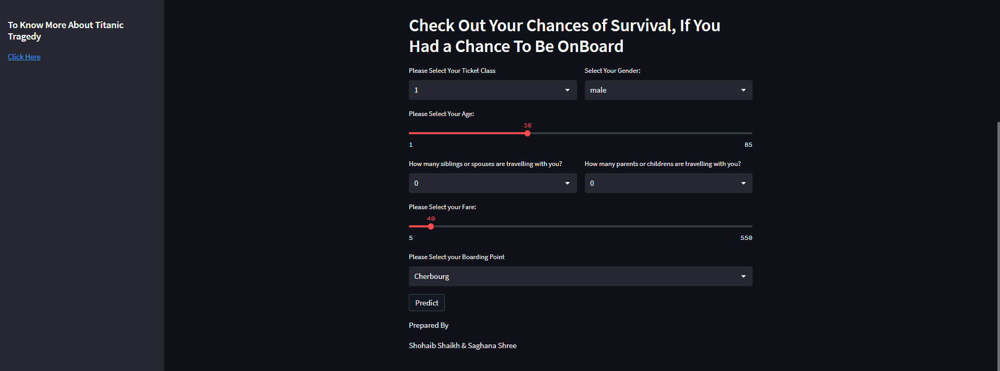 To Know More About Titanic
Tragedy
Click Here
Check Out Your Chances of Survival, If You
Had a Chance To Be OnBoard
Please Select Your Ticket Class
Select Your Gender:
1
male
Please Select Your Age:
30
1
85
How many siblings or spouses are travelling with you?
How many parents or childrens are travelling with you?
0
0
Please Select your Fare:
40
5
550
Please Select your Boarding Point
Cherbourg
Predict
Prepared By
Shohaib Shaikh & Saghana Shree